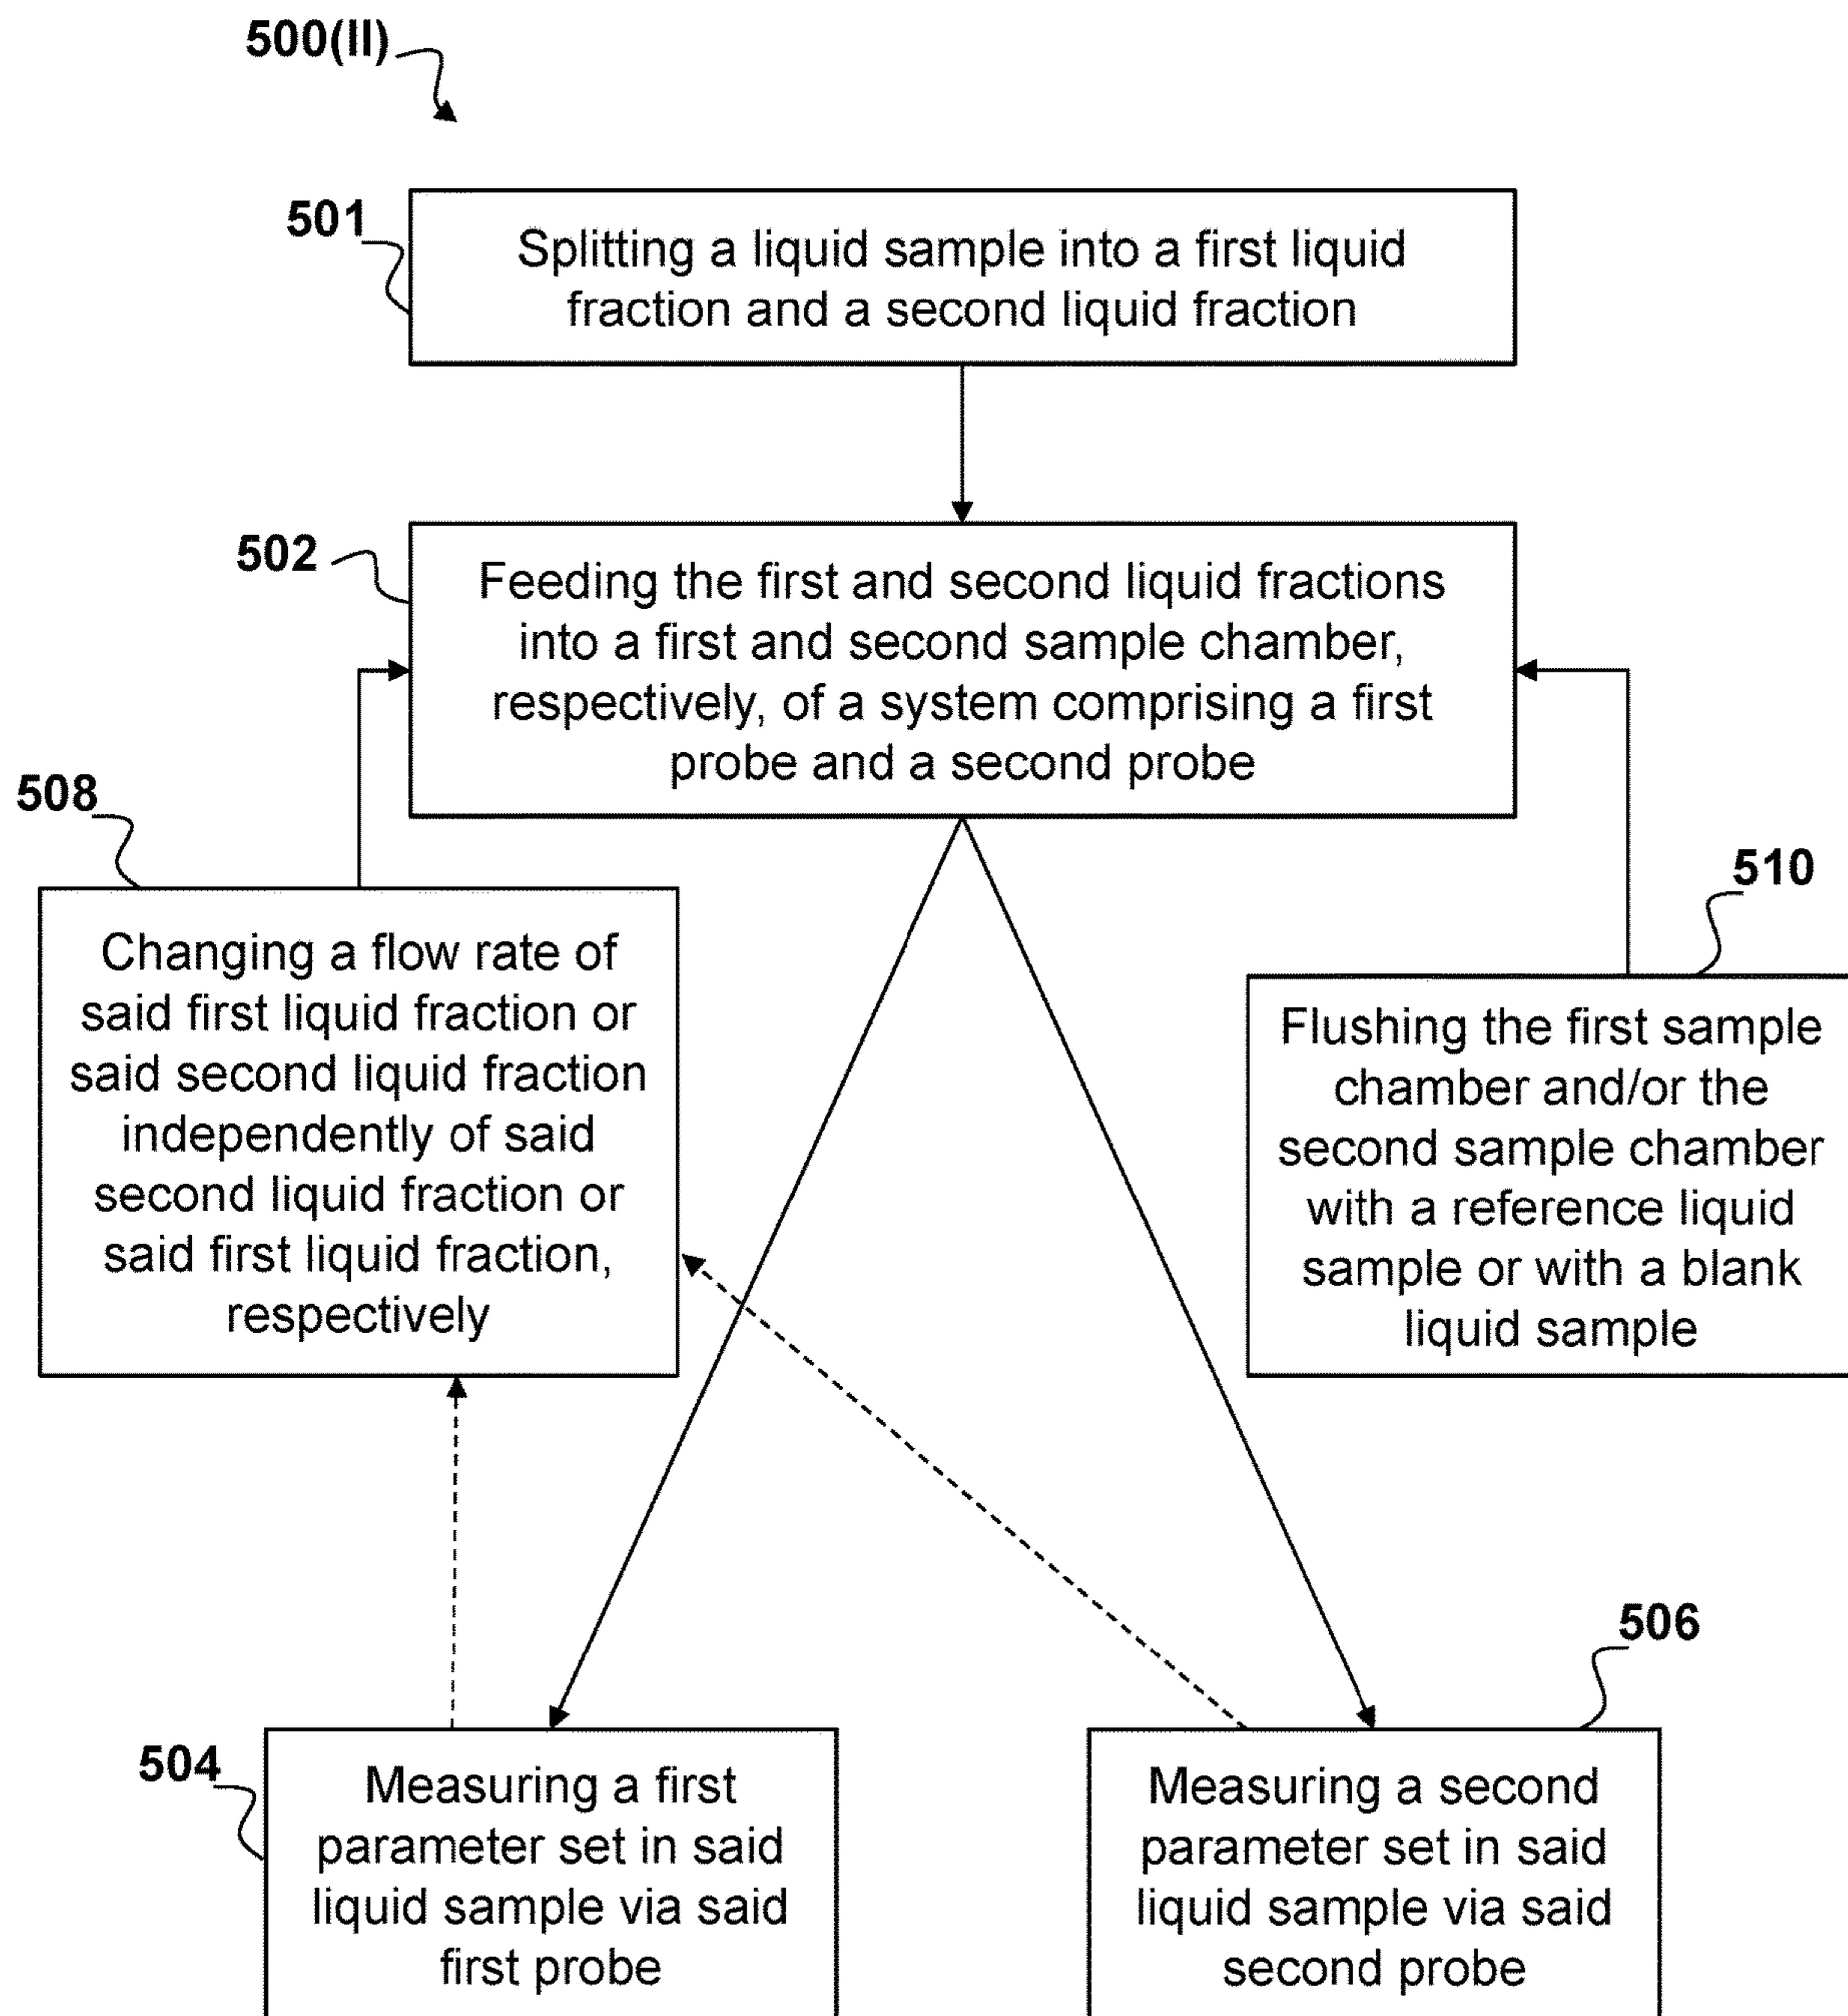 500(II)
501
Splitting a liquid sample into a first liquid
fraction and a second liquid fraction
502
Feeding the first and second liquid fractions
into a first and second sample chamber,
respectively, of a system comprising a first
probe and a second probe
508
Changing a flow rate of
said first liquid fraction or
said second liquid fraction
independently of said
second liquid fraction or
said first liquid fraction,
respectively
510
Flushing the first sample
chamber and/or the
second sample chamber
with a reference liquid
sample or with a blank
liquid sample
504
Measuring a first
parameter set in said
liquid sample via said
first probe
506
Measuring a second
parameter set in said
liquid sample via said
second probe